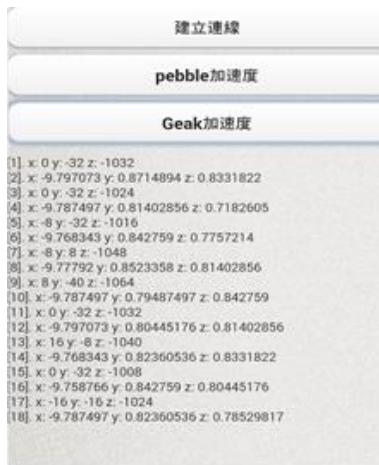 建立連線
pebble加速度
Geak加速度
[1]. x: 0 y: -32 z: -1032
[2]. x: -9.797073 y: 0.8714894 z: 0.8331822
[3]. x: 0 y: -32 z: -1024
[4]. x: -9.787497 y: 0.81402856 z: 0.7182605
[5]. x: -8 y: -32 z: -1016
[6]. x: -9.768343 y: 0.842759 z: 0.7757214
[7]. x: -8 y: 8 z: -1048
[8]. x: -9.77792 y: 0.8523358 z: 0.81402856
[9]. x: 8 y: -40 z: -1064
[10]. x: -9.787497 y: 0.79487497 z: 0.842759
[11]. x: 0 y: -32 z: -1032
[12]. x: -9.797073 y: 0.80445176 z: 0.81402856
[13]. x: 16 y: -8 z: -1040
[14]. x: -9.768343 y: 0.82360536 z: 0.8331822
[15]. x: 0 y: -32 z: -1008
[16]. x: -9.758766 y: 0.842759 z: 0.80445176
[17]. x: -16 y: -16 z: -1024
[18]. x: -9.787497 y: 0.82360536 z: 0.78529817